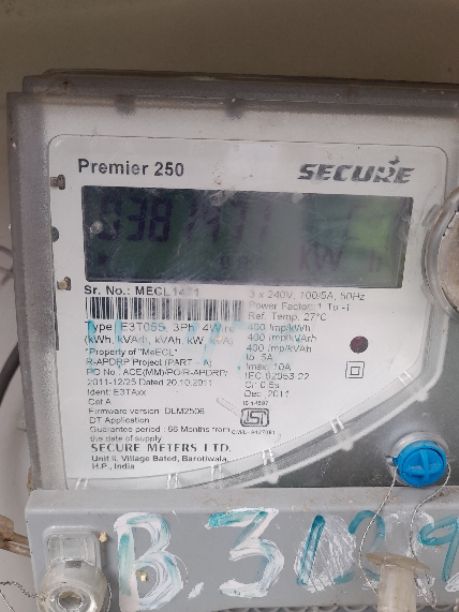 Premier 250
SECURE
kW h
Sr. No.: MECL
3 x 240V, 100/5A, 50Hz
Power Factor: 1 To -1
Ref. Temp. 27°C
Type E3T055 3Ph 4Wire
400 imp/kWh
(kWh, kVArh, kVAh, kW, kVA)
400 imp/kVArh
*Property of "MeECL"
400 imp/kVAh
R-APDRP Project (PART - A)
Ib 5A
PO No : ACE(MM)/PO/R-APDRP/
Imax: 10A
2011-12/25 Dated 20.10.2011
IEC 62053-22
Ident: E3TAxx
Cl 0.5s
Cat A
Dec, 2011
Firmware version DLM2506
DT Application
Guarantee period : 66 Months from
the date of supply
SECURE METERS LTD.
Unit II, Village Bated, Barotiwala,
H.P., India
B.31